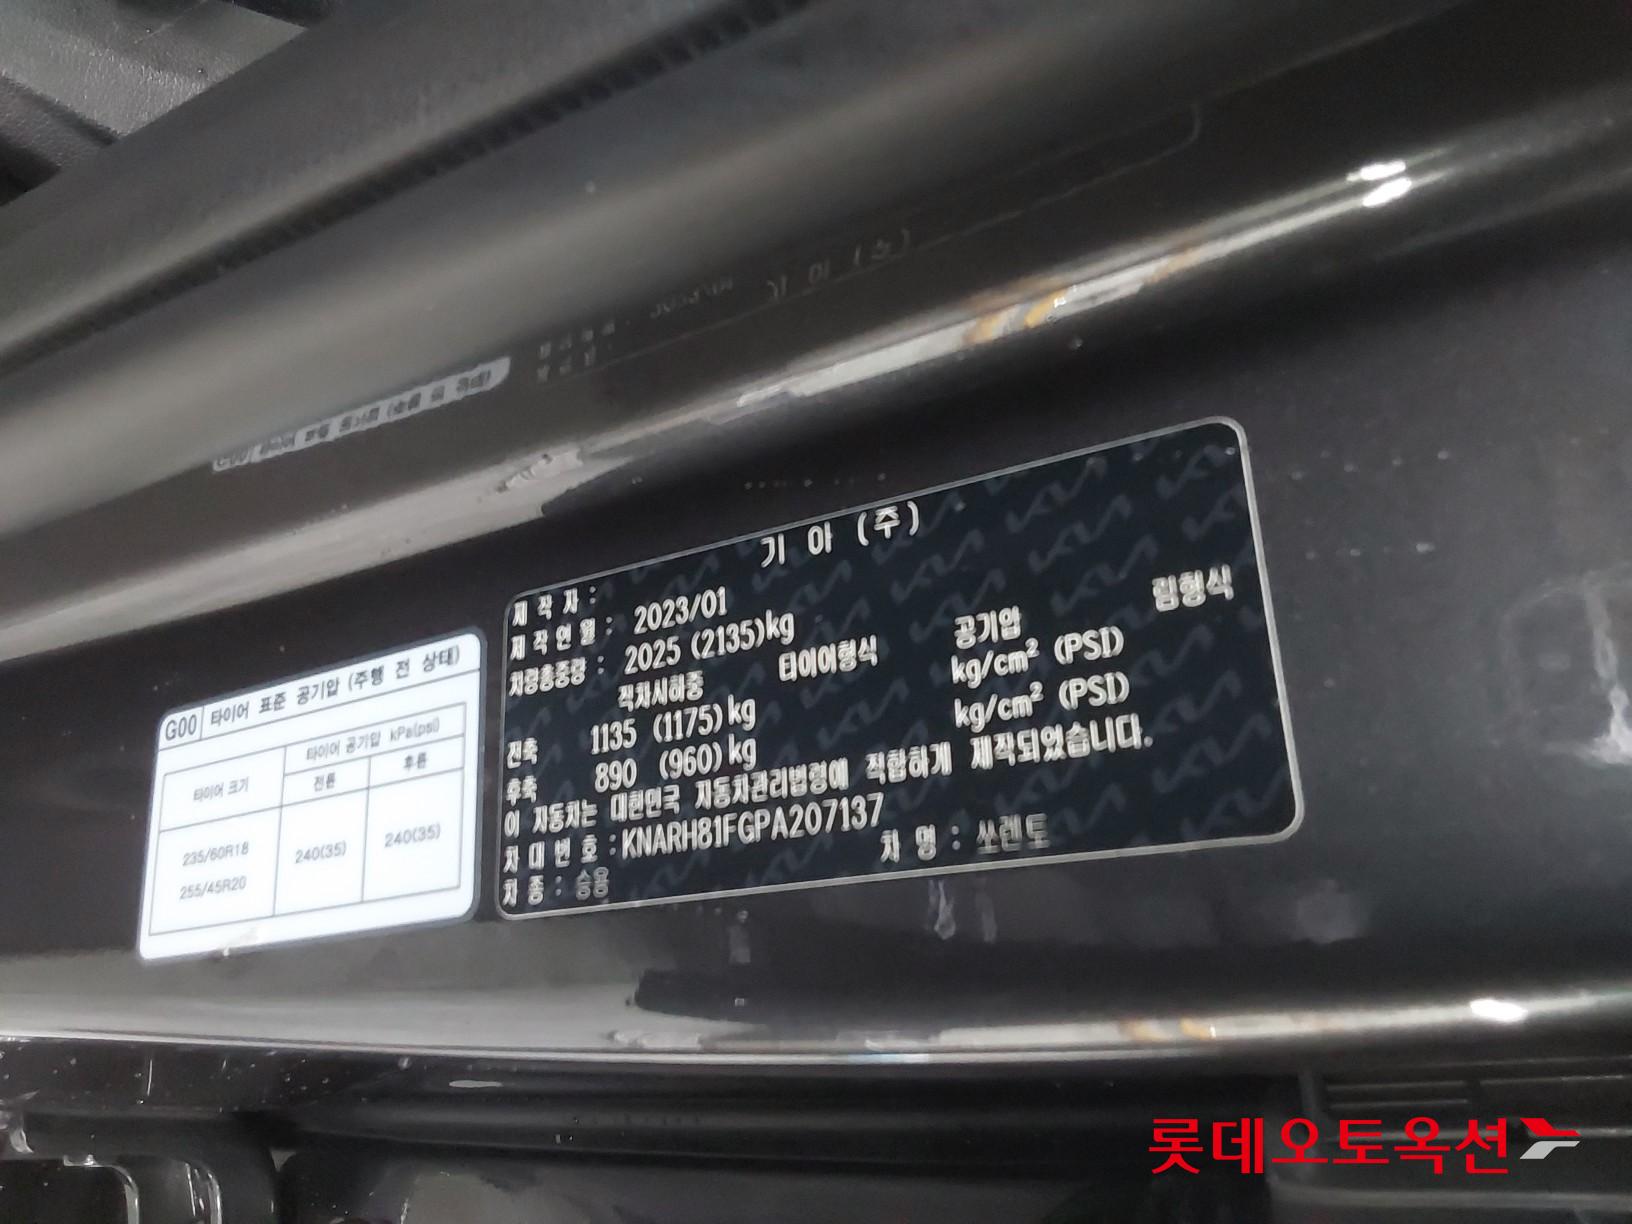 G00 타이어 표준 공기압 (주행 전 상태)
타이어 크기 타이어 공기압 kPa(psi)
전륜 후륜
235/60R18
255/45R20
240(35) 240(35)
기 아 (주)
제 작 자 :
제 작 연 월 : 2023/01
차량총중량 : 2025 (2135)kg
적차시하중 타이어형식 공기압 림형식
전축 1135 (1175)kg kg/cm² (PSI)
후축 890 (960)kg kg/cm² (PSI)
이 자동차는 대한민국 자동차관리법령에 적합하게 제작되었습니다.
차 대 번 호 : KNARH81FGPA207137
차 종 : 승용 차 명 : 쏘렌토
롯데오토옥션